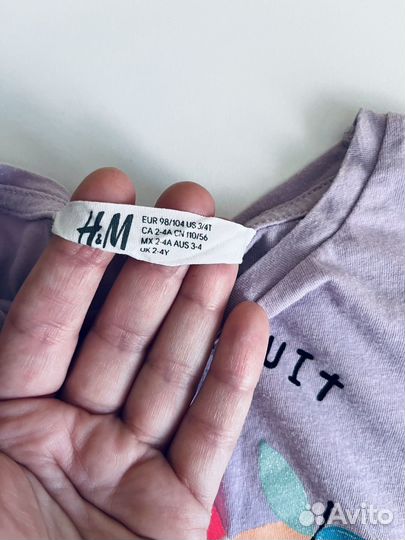 H&M
EUR 98/104 US 3/4T
CA 2-4A CN 110/56
MX 2-4A AUS 3-4
UK 2-4Y
UIT
Avito